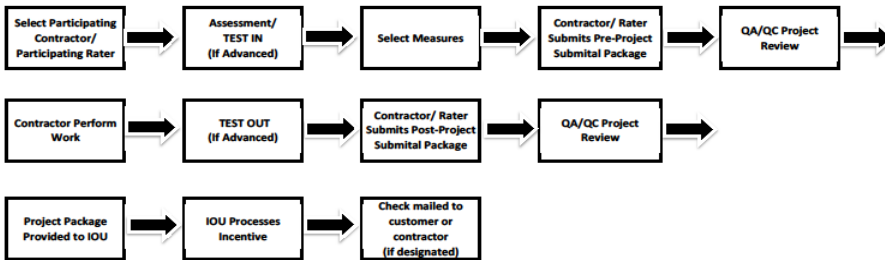 Select Participating
Contractor/
Participating Rater
Assessment/
TEST IN
(If Advanced)
Select Measures
Contractor/ Rater
Submits Pre-Project
Submital Package
QA/QC Project
Review
Contractor Perform
Work
TEST OUT
(If Advanced)
Contractor/ Rater
Submits Post-Project
Submital Package
QA/QC Project
Review
Project Package
Provided to IOU
IOU Processes
Incentive
Check mailed to
customer or
contractor
(if designated)